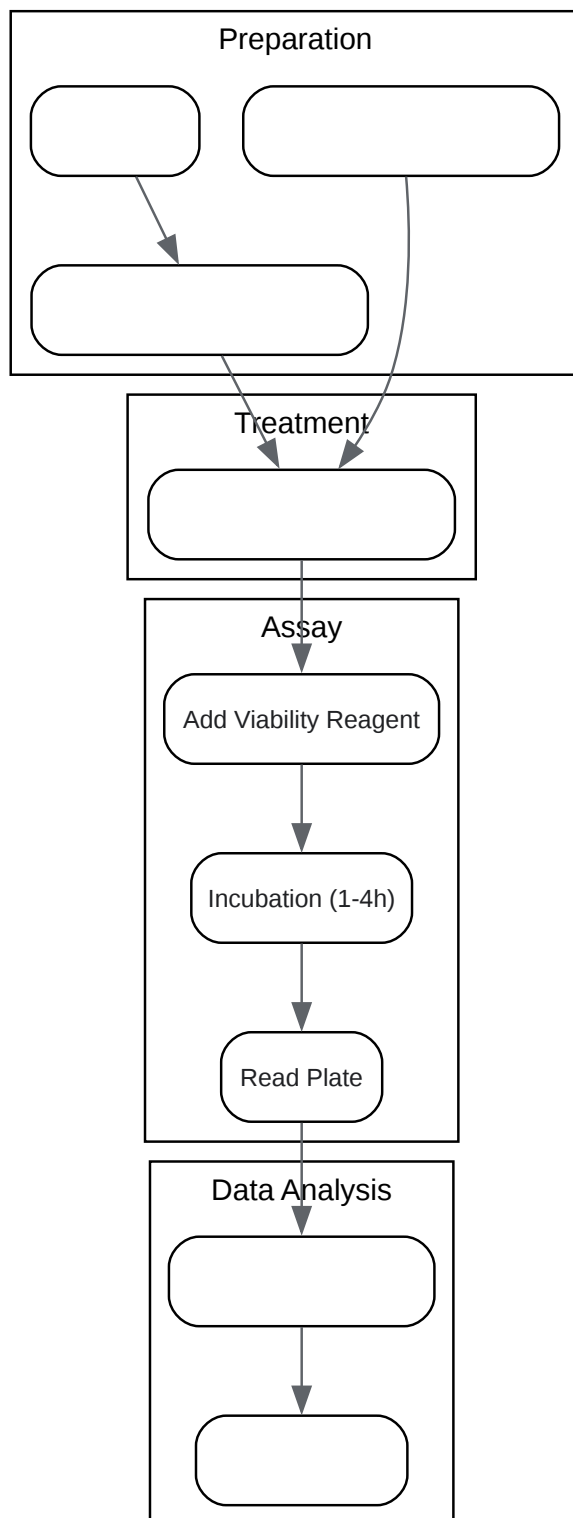 Preparation
Treatment
Assay
Add Viability Reagent
Incubation (1-4h)
Read Plate
Data Analysis